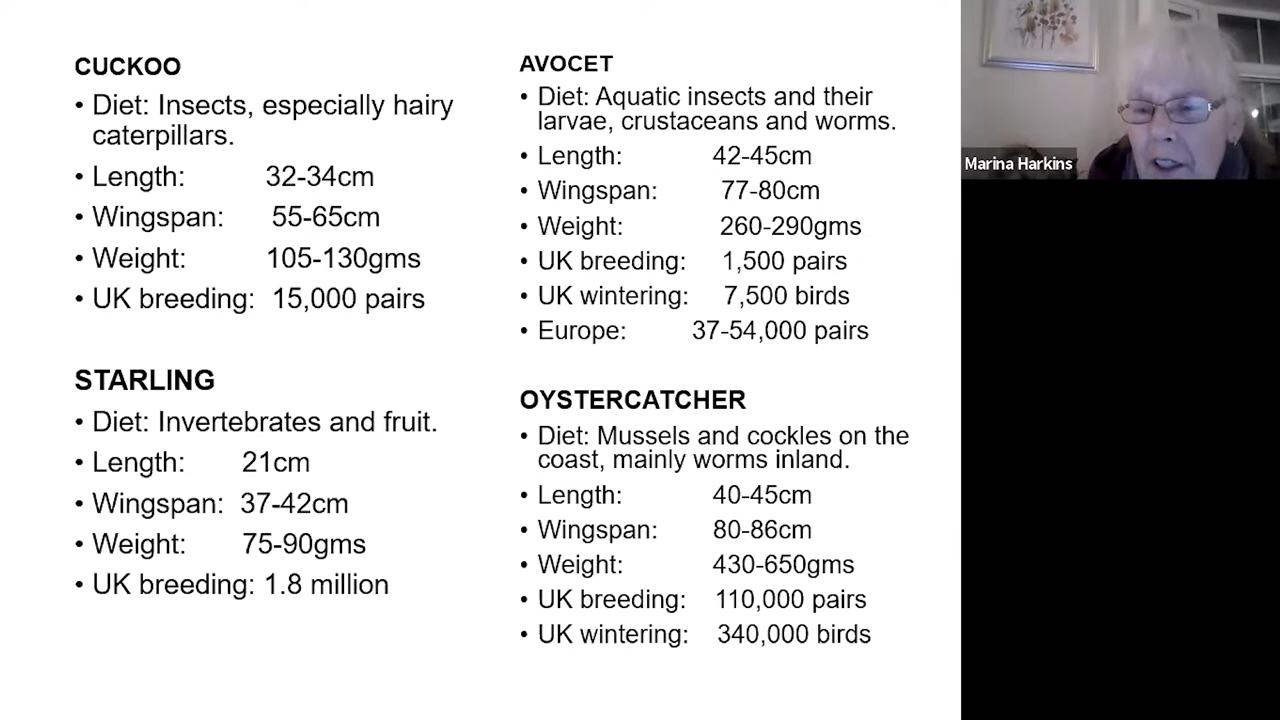 CUCKOO
• Diet: Insects, especially hairy
caterpillars.
• Length: 32-34cm
• Wingspan: 55-65cm
• Weight: 105-130gms
• UK breeding: 15,000 pairs
STARLING
• Diet: Invertebrates and fruit.
• Length: 21cm
• Wingspan: 37-42cm
• Weight: 75-90gms
• UK breeding: 1.8 million
AVOCET
• Diet: Aquatic insects and their
larvae, crustaceans and worms.
• Length: 42-45cm
• Wingspan: 77-80cm
• Weight: 260-290gms
• UK breeding: 1,500 pairs
• UK wintering: 7,500 birds
• Europe: 37-54,000 pairs
OYSTERCATCHER
• Diet: Mussels and cockles on the
coast, mainly worms inland.
• Length: 40-45cm
• Wingspan: 80-86cm
• Weight: 430-650gms
• UK breeding: 110,000 pairs
• UK wintering: 340,000 birds
Marina Harkins